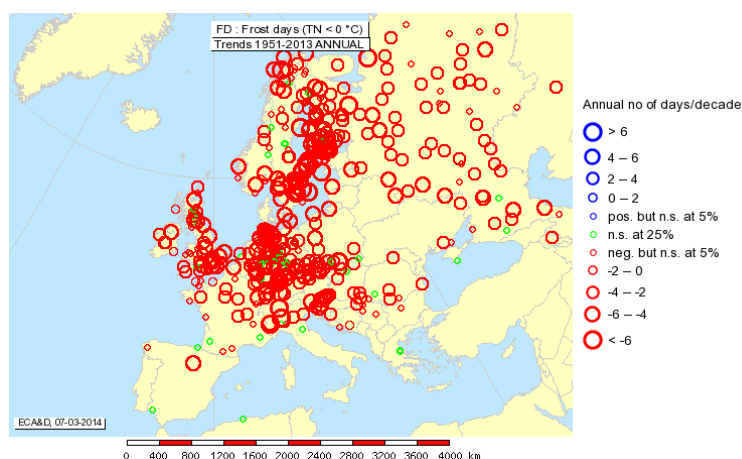 FD : Frost days (TN < 0 °C)
Trends 1951-2013 ANNUAL
Annual no of days/decade
> 6
4 – 6
2 – 4
0 – 2
pos. but n.s. at 5%
n.s. at 25%
neg. but n.s. at 5%
-2 – 0
-4 – -2
-6 – -4
< -6
ECA&D, 07-03-2014
0 400 800 1200 1600 2000 2400 2800 3200 3600 4000 km